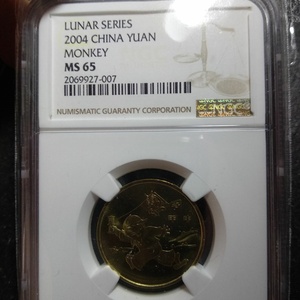 LUNAR SERIES
2004 CHINA YUAN
MONKEY
MS 65
2069927-007
NUMISMATIC GUARANTY CORPORATION